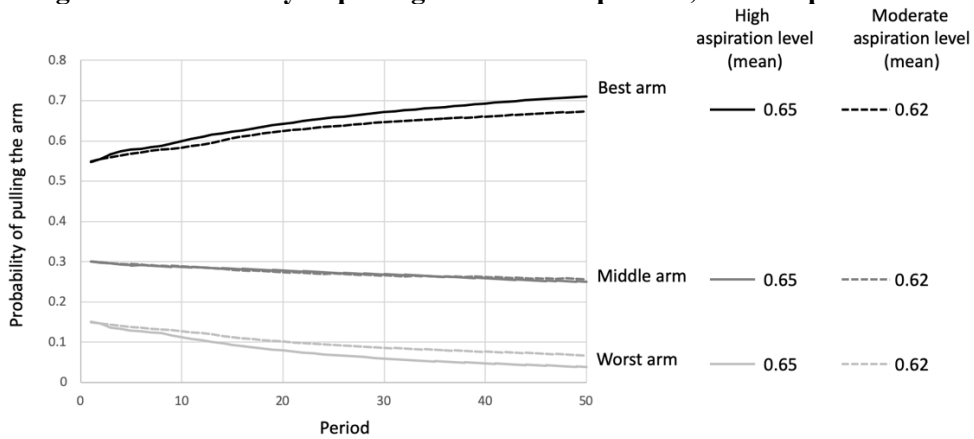 High
aspiration level
(mean)
Moderate
aspiration level
(mean)
0.8
0.7
0.6
0.5
0.4
0.3
0.2
0.1
0
Probability of pulling the arm
Best arm
0.65
0.62
Middle arm
0.65
0.62
Worst arm
0.65
0.62
0
10
20
30
40
50
Period